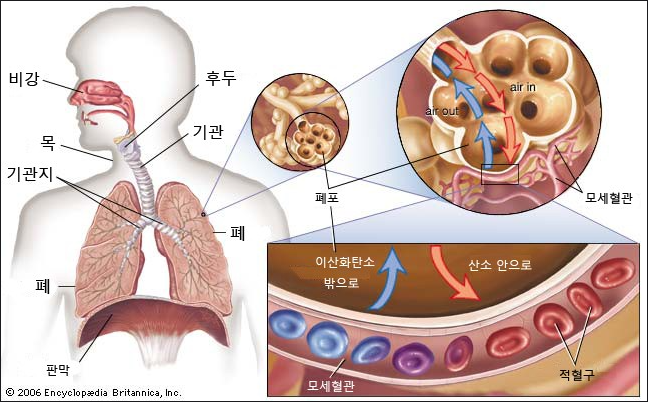 비강
후두
목
기관
기관지
폐
폐
판막
폐포
air in
air out
모세혈관
이산화탄소
밖으로
산소 안으로
모세혈관
적혈구
© 2006 Encyclopædia Britannica, Inc.